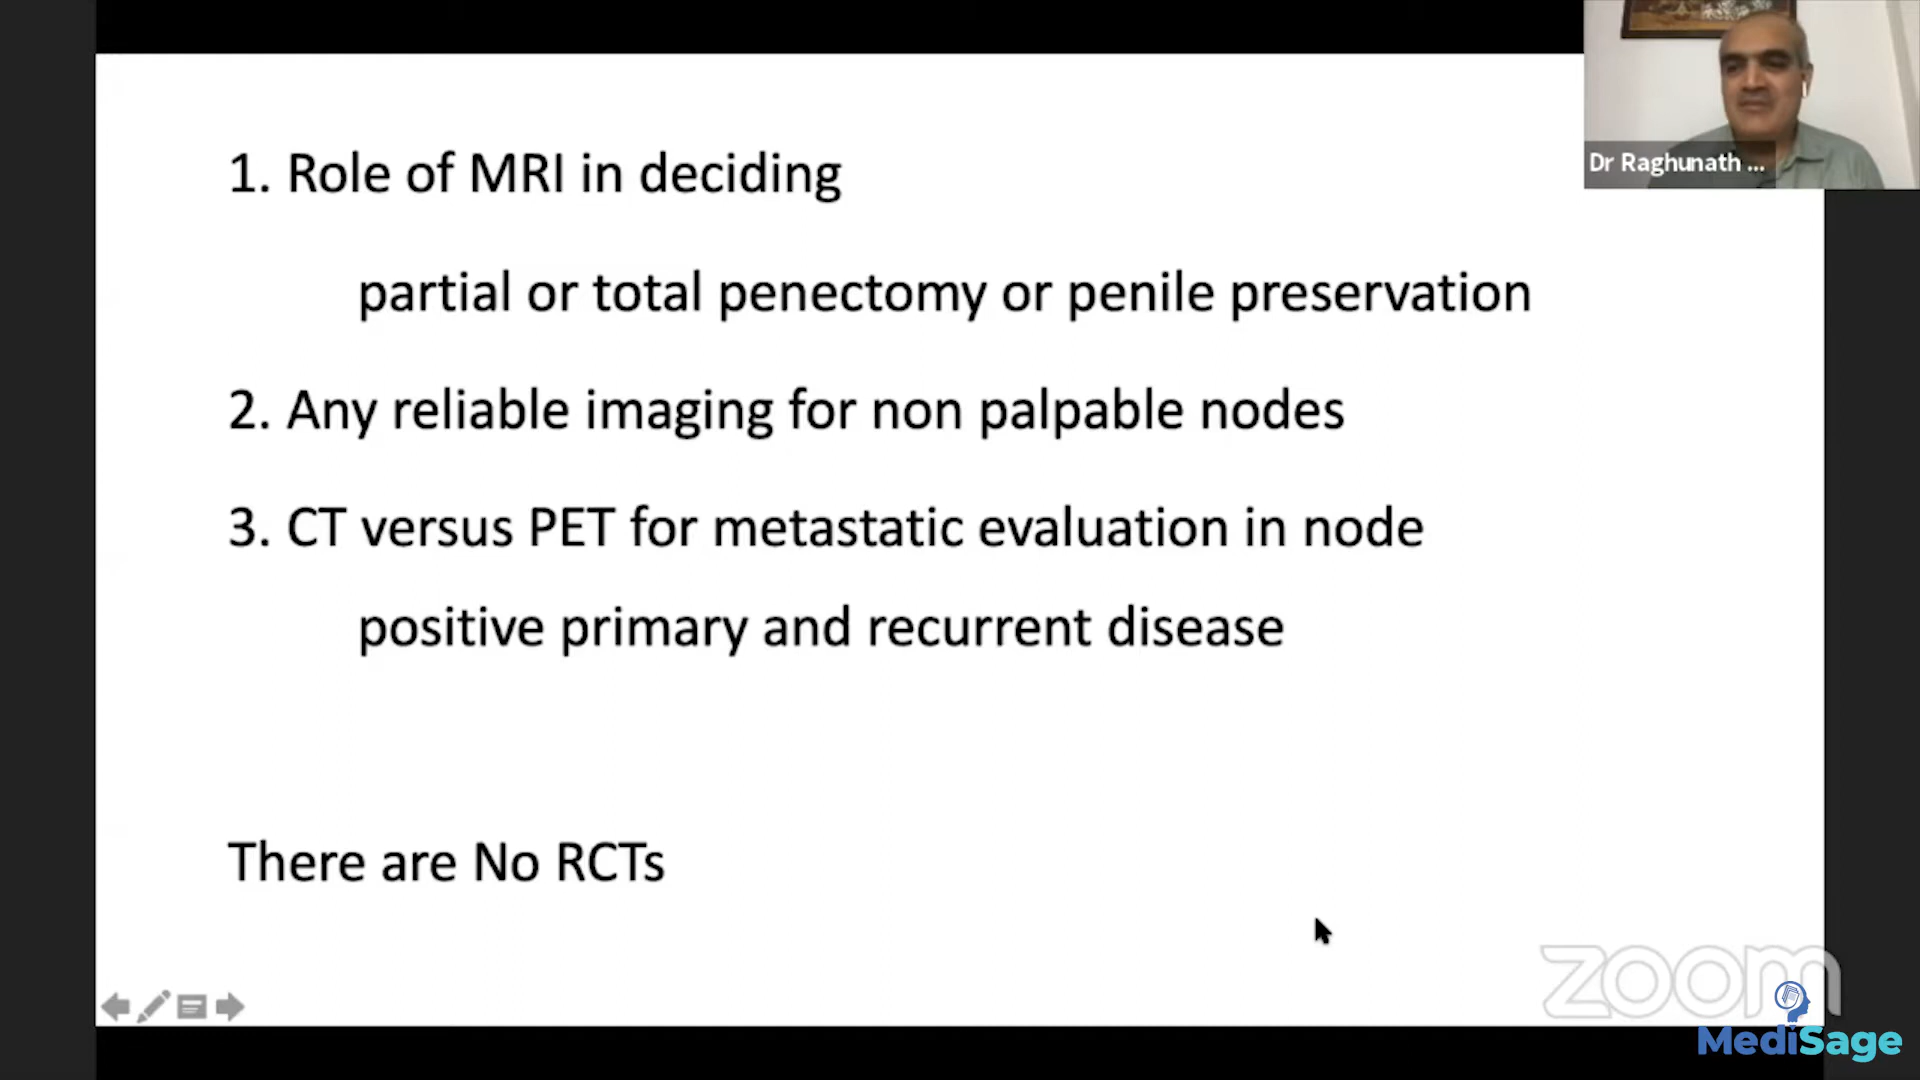 1. Role of MRI in deciding
partial or total penectomy or penile preservation
2. Any reliable imaging for non palpable nodes
3. CT versus PET for metastatic evaluation in node
positive primary and recurrent disease
There are No RCTs
Dr Raghunath ...
zoom
MediSage